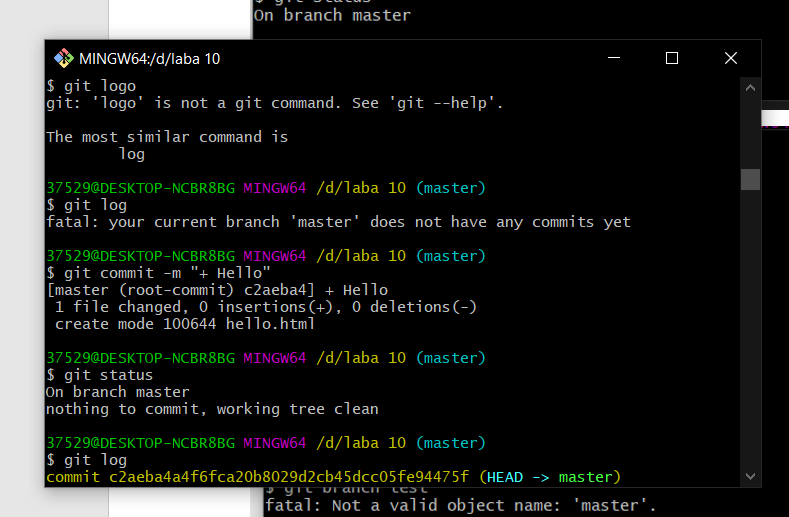 $ git status
On branch master
MINGW64:/d/laba 10
$ git logo
git: 'logo' is not a git command. See 'git --help'.
The most similar command is
log
37529@DESKTOP-NCBR8BG MINGW64 /d/laba 10 (master)
$ git log
fatal: your current branch 'master' does not have any commits yet
37529@DESKTOP-NCBR8BG MINGW64 /d/laba 10 (master)
$ git commit -m "+ Hello"
[master (root-commit) c2aeba4] + Hello
1 file changed, 0 insertions(+), 0 deletions(-)
create mode 100644 hello.html
37529@DESKTOP-NCBR8BG MINGW64 /d/laba 10 (master)
$ git status
On branch master
nothing to commit, working tree clean
37529@DESKTOP-NCBR8BG MINGW64 /d/laba 10 (master)
$ git log
commit c2aeba4a4f6fca20b8029d2cb45dcc05fe94475f (HEAD -> master)
$ git branch test
fatal: Not a valid object name: 'master'.